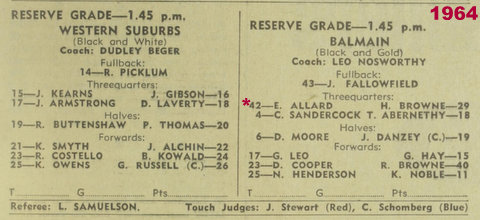 1964
RESERVE GRADE—1.45 p.m.
WESTERN SUBURBS
(Black and White)
Coach: DUDLEY BEGER
Fullback:
14—R. PICKLUM
Threequarters:
15—J. KEARNS J. GIBSON—16
17—J. ARMSTRONG D. LAVERTY—18
Halves:
19—R. BUTTENSHAW P. THOMAS—20
Forwards:
21—K. SMYTH J. ALCHIN—22
23—R. COSTELLO B. KOWALD—24
25—K. OWENS G. RUSSELL (C.)—26
T G Pts
RESERVE GRADE—1.45 p.m.
BALMAIN
(Black and Gold)
Coach: LEO NOSWORTHY
Fullback:
43—J. FALLOWFIELD
Threequarters:
*42—E. ALLARD H. BROWNE—29
4—C. SANDERCOCK T. ABERNETHY—18
Halves:
6—D. MOORE J. DANZEY (C.)—19
Forwards:
17—G. LEO G. HAY—15
23—D. COOPER R. BROWNE—40
25—N. HENDERSON K. NOBLE—11
T G Pts
Referee: L. SAMUELSON. Touch Judges: J. Stewart (Red), C. Schomberg (Blue)